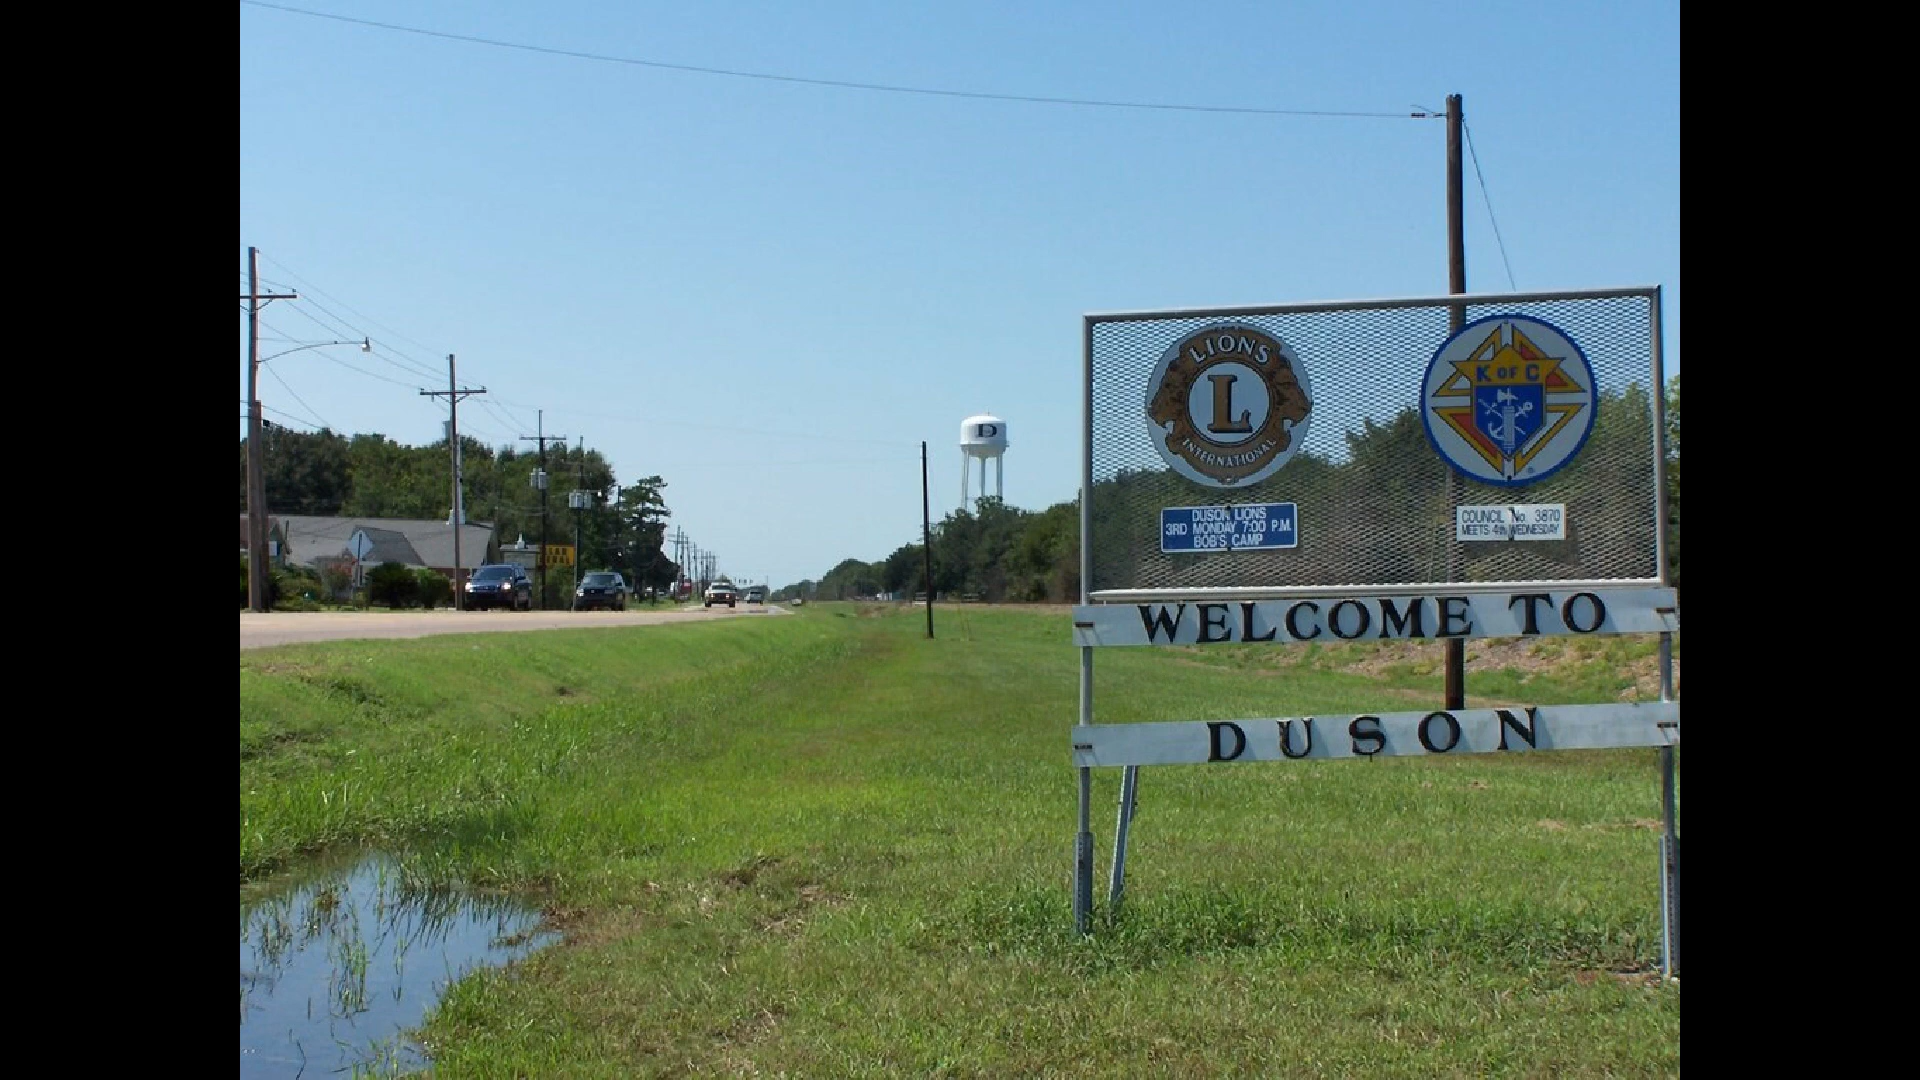 D
LIONS
L
INTERNATIONAL
K OF C
DUSON LIONS
3RD MONDAY 7:00 P.M.
BOB'S CAMP
COUNCIL No. 3870
MEETS 4th WEDNESDAY
WELCOME TO
DUSON